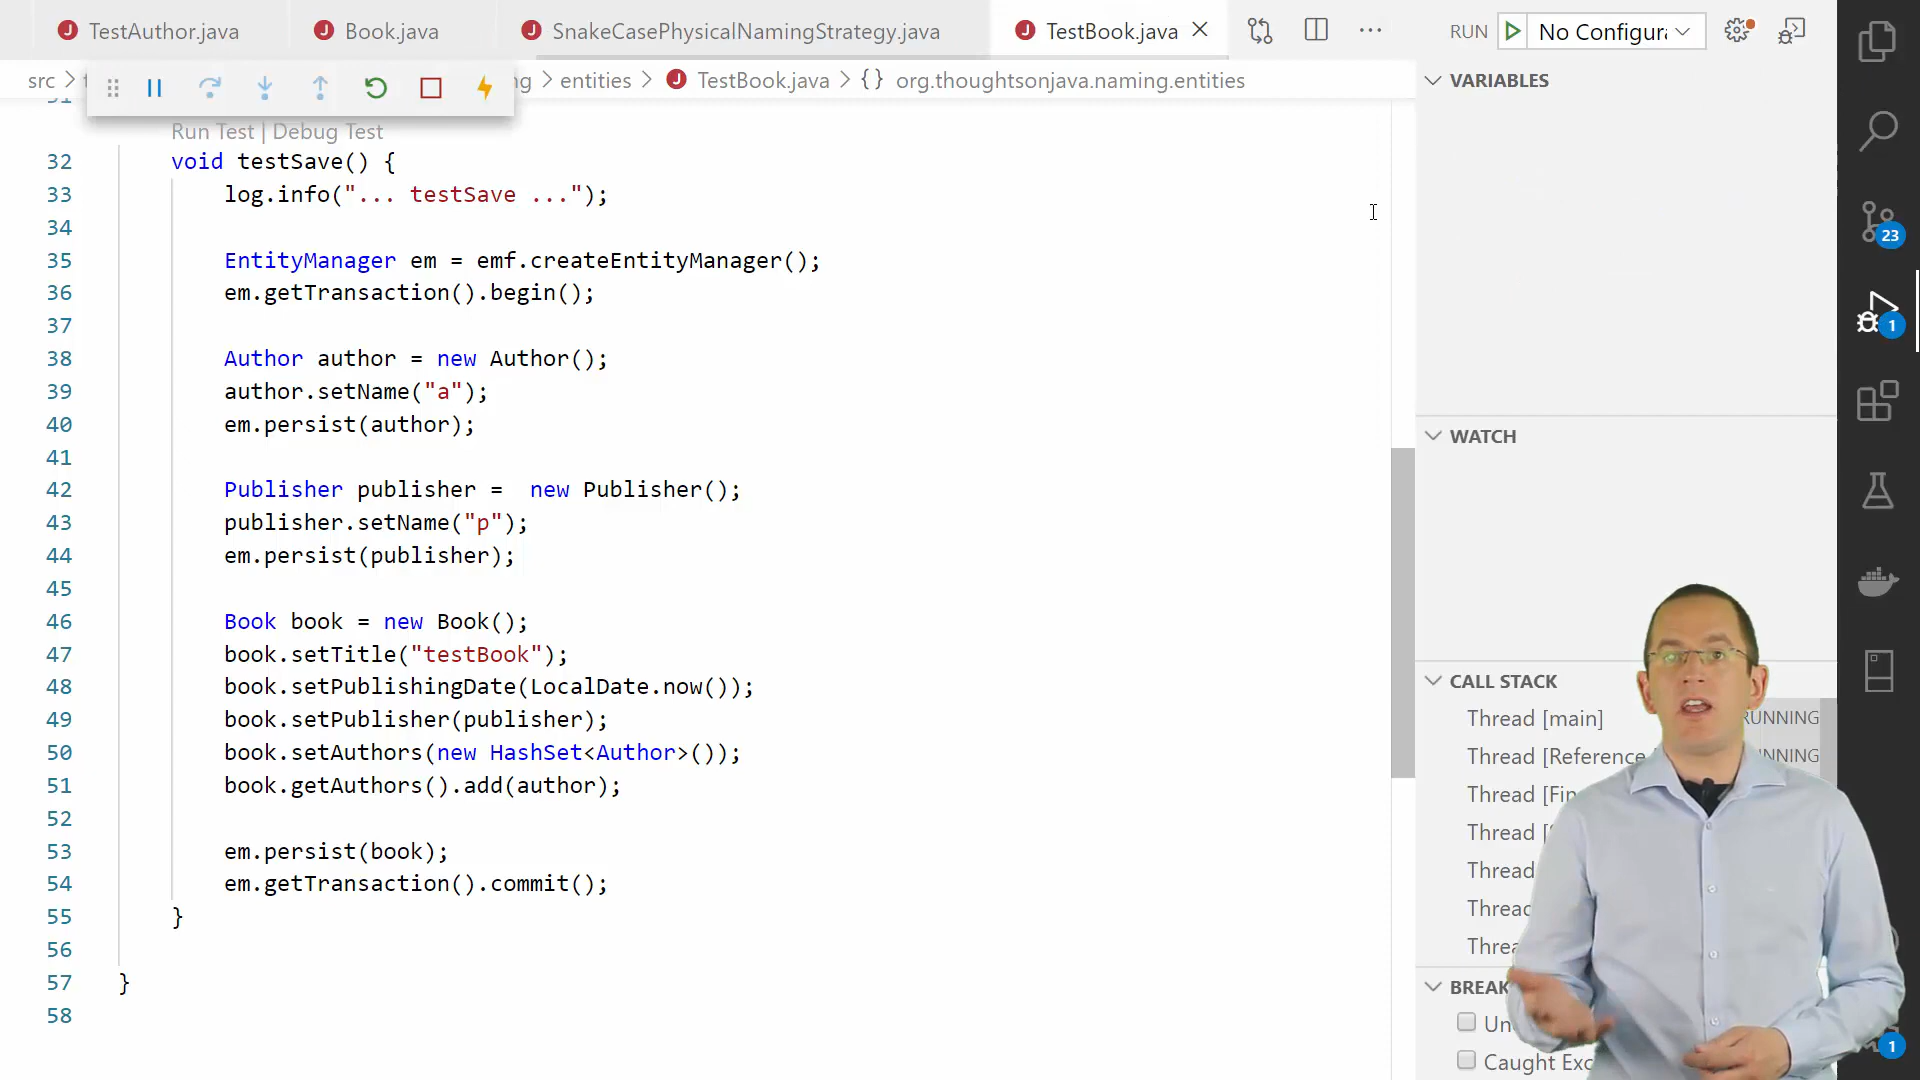 TestAuthor.java
Book.java
SnakeCasePhysicalNamingStrategy.java
TestBook.java
RUN
No Configura
src
entities
TestBook.java
{} org.thoughtsonjava.naming.entities
VARIABLES
Run Test | Debug Test
32 void testSave() {
33 log.info("... testSave ...");
34
35 EntityManager em = emf.createEntityManager();
36 em.getTransaction().begin();
37
38 Author author = new Author();
39 author.setName("a");
40 em.persist(author);
41
42 Publisher publisher =  new Publisher();
43 publisher.setName("p");
44 em.persist(publisher);
45
46 Book book = new Book();
47 book.setTitle("testBook");
48 book.setPublishingDate(LocalDate.now());
49 book.setPublisher(publisher);
50 book.setAuthors(new HashSet<Author>());
51 book.getAuthors().add(author);
52
53 em.persist(book);
54 em.getTransaction().commit();
55 }
56
57 }
58
WATCH
CALL STACK
Thread [main] RUNNING
Thread [Reference
Thread [Fin
Thread
Thread
BREAK
Caught Exc
23
1
1